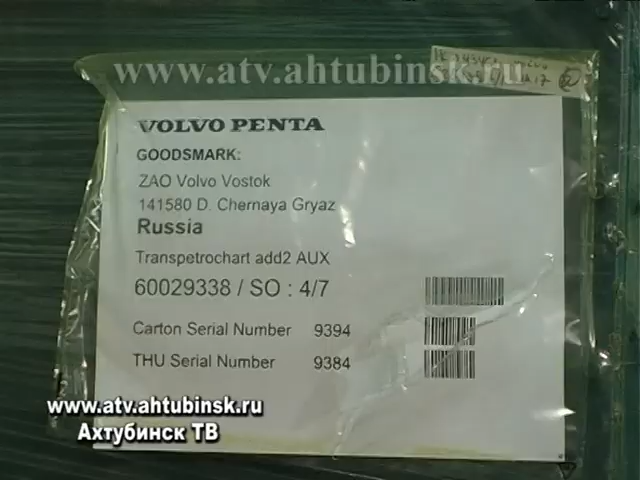 www.atv.ahtubinsk.ru
VOLVO PENTA
GOODSMARK:
ZAO Volvo Vostok
141580 D. Chernaya Gryaz
Russia
Transpetrochart add2 AUX
60029338 / SO : 4/7
Carton Serial Number 9394
THU Serial Number 9384
www.atv.ahtubinsk.ru
Ахтубинск ТВ